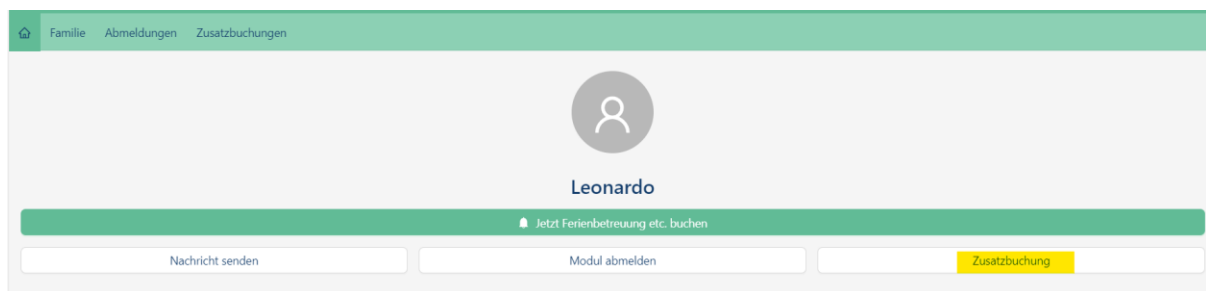 Familie Abmeldungen Zusatzbuchungen
Leonardo
Jetzt Ferienbetreuung etc. buchen
Nachricht senden Modul abmelden Zusatzbuchung